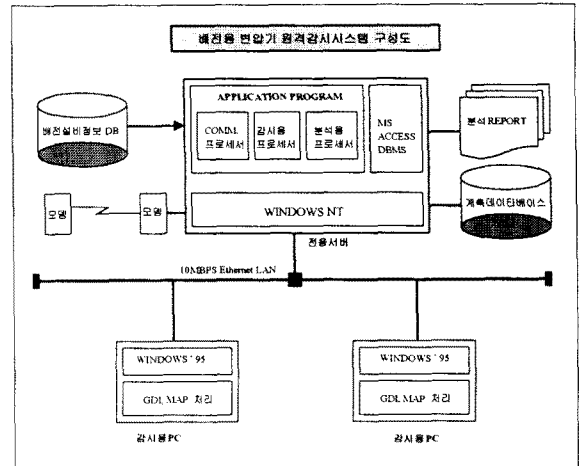 배전용 변압기 원격감시시스템 구성도
APPLICATION PROGRAM
배전설비정보 DB
COMM.
프로세서
감시용
프로세서
분석용
프로세서
MS
ACCESS
DBMS
분석 REPORT
모뎀
모뎀
WINDOWS NT
계측데이타베이스
전용서버
10MBPS Ethernet LAN
WINDOWS '95
GDI, MAP 처리
감시용 PC
WINDOWS '95
GDI, MAP 처리
감시용 PC